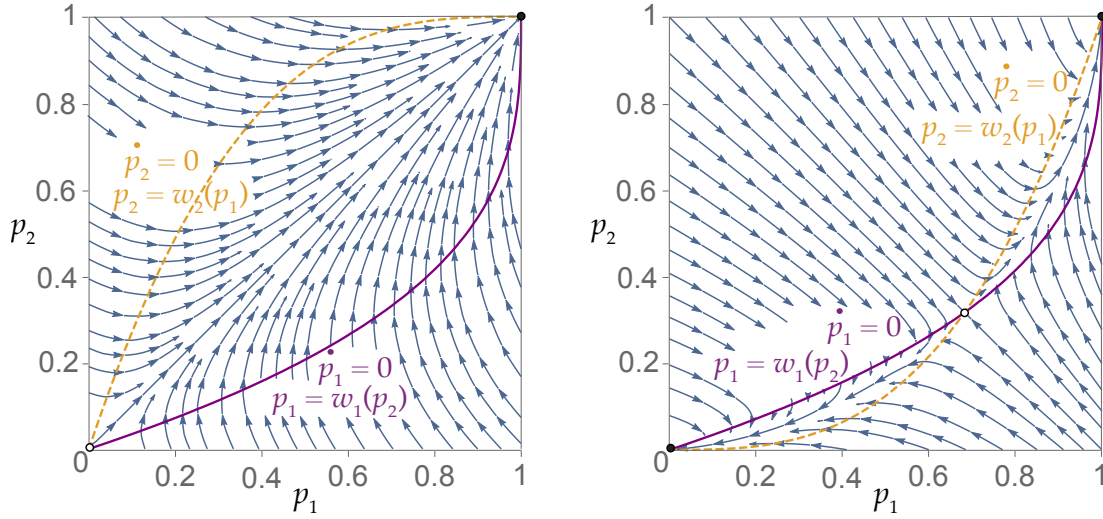 1
0.8
0.6
0.4
0.2
0
p₂
ṗ₂ = 0
p₂ = w₂(p₁)
ṗ₁ = 0
p₁ = w₁(p₂)
0 0.2 0.4 0.6 0.8 1
p₁
1
0.8
0.6
0.4
0.2
0
p₂
ṗ₂ = 0
p₂ = w₂(p₁)
ṗ₁ = 0
p₁ = w₁(p₂)
0 0.2 0.4 0.6 0.8 1
p₁